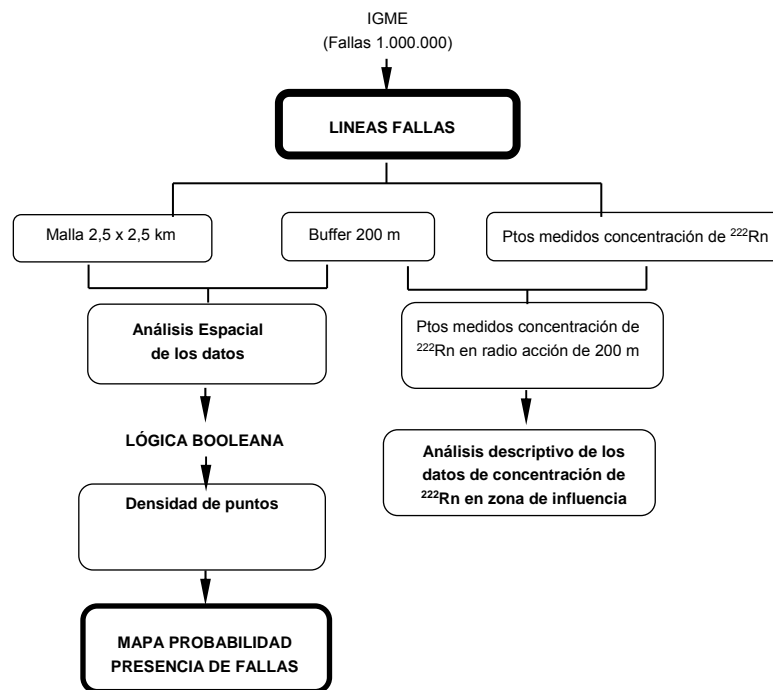 IGME
(Fallas 1.000.000)
LINEAS FALLAS
Malla 2,5 x 2,5 km
Buffer 200 m
Ptos medidos concentración de ²²²Rn
Análisis Espacial
de los datos
Ptos medidos concentración de
²²²Rn en radio acción de 200 m
LÓGICA BOOLEANA
Análisis descriptivo de los
datos de concentración de
²²²Rn en zona de influencia
Densidad de puntos
MAPA PROBABILIDAD
PRESENCIA DE FALLAS